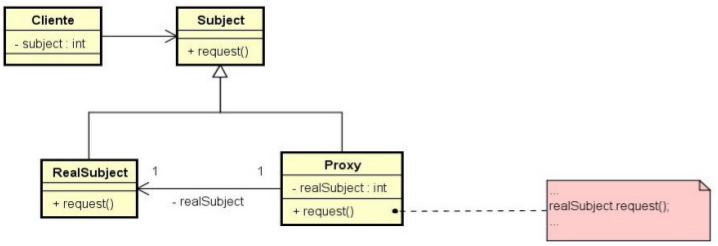 Cliente
- subject : int
Subject
+ request()
RealSubject
+ request()
1
1
- realSubject
Proxy
- realSubject : int
+ request()
...
realSubject.request();
...